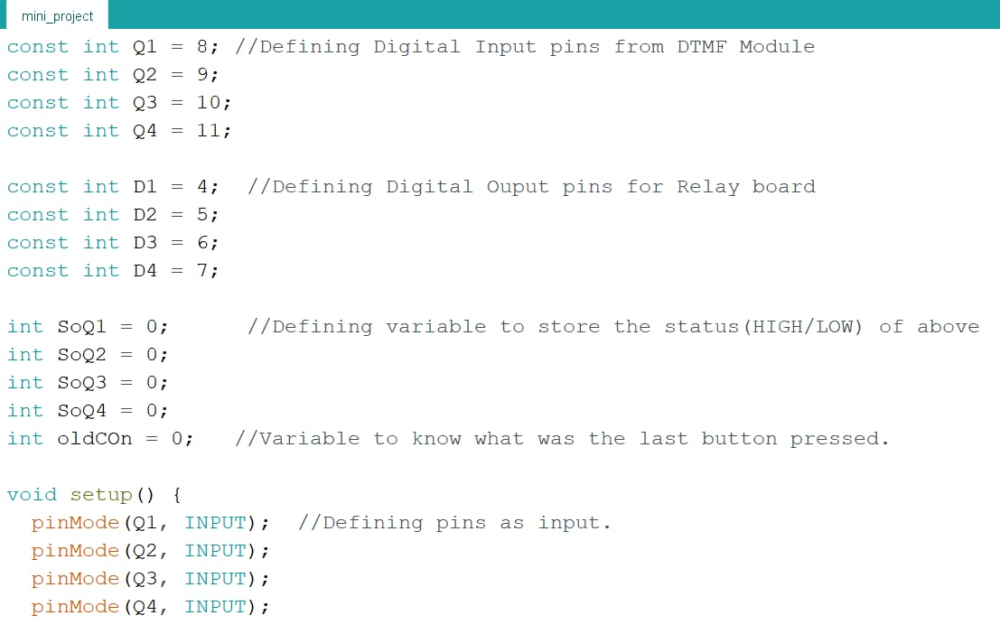 mini_project
const int Q1 = 8; //Defining Digital Input pins from DTMF Module
const int Q2 = 9;
const int Q3 = 10;
const int Q4 = 11;
const int D1 = 4;  //Defining Digital Ouput pins for Relay board
const int D2 = 5;
const int D3 = 6;
const int D4 = 7;
int SoQ1 = 0;      //Defining variable to store the status(HIGH/LOW) of above
int SoQ2 = 0;
int SoQ3 = 0;
int SoQ4 = 0;
int oldCOn = 0;   //Variable to know what was the last button pressed.
void setup() {
  pinMode(Q1, INPUT);  //Defining pins as input.
  pinMode(Q2, INPUT);
  pinMode(Q3, INPUT);
  pinMode(Q4, INPUT);